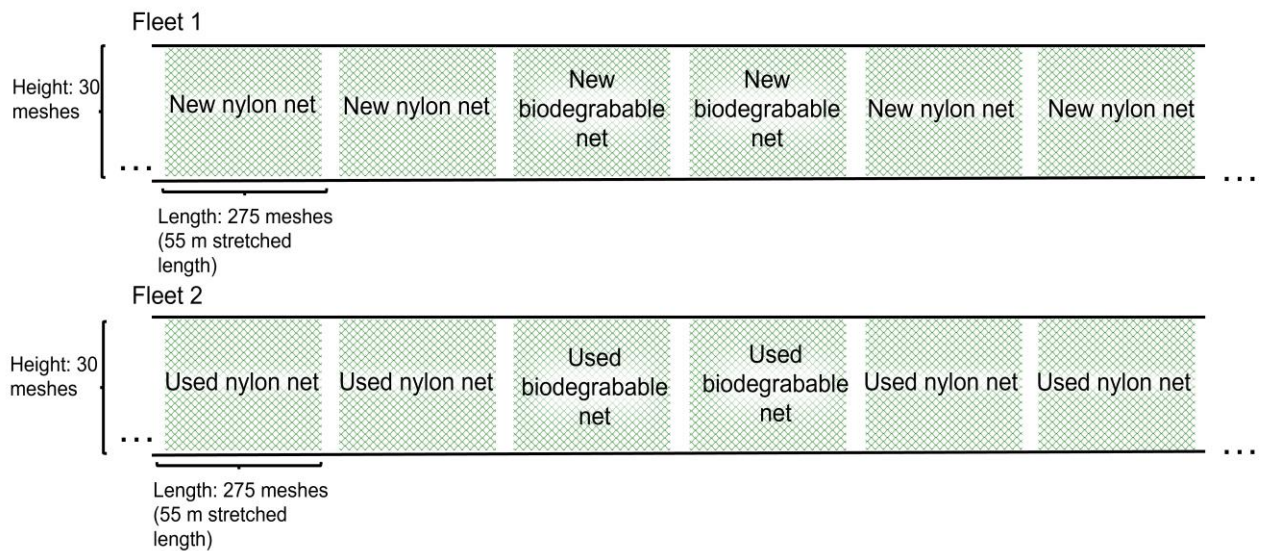 Fleet 1
Height: 30
meshes
New nylon net
New nylon net
New
biodegrabable
net
New
biodegrabable
net
New nylon net
New nylon net
...
...
Length: 275 meshes
(55 m stretched
length)
Fleet 2
Height: 30
meshes
Used nylon net
Used nylon net
Used
biodegrabable
net
Used
biodegrabable
net
Used nylon net
Used nylon net
...
...
Length: 275 meshes
(55 m stretched
length)